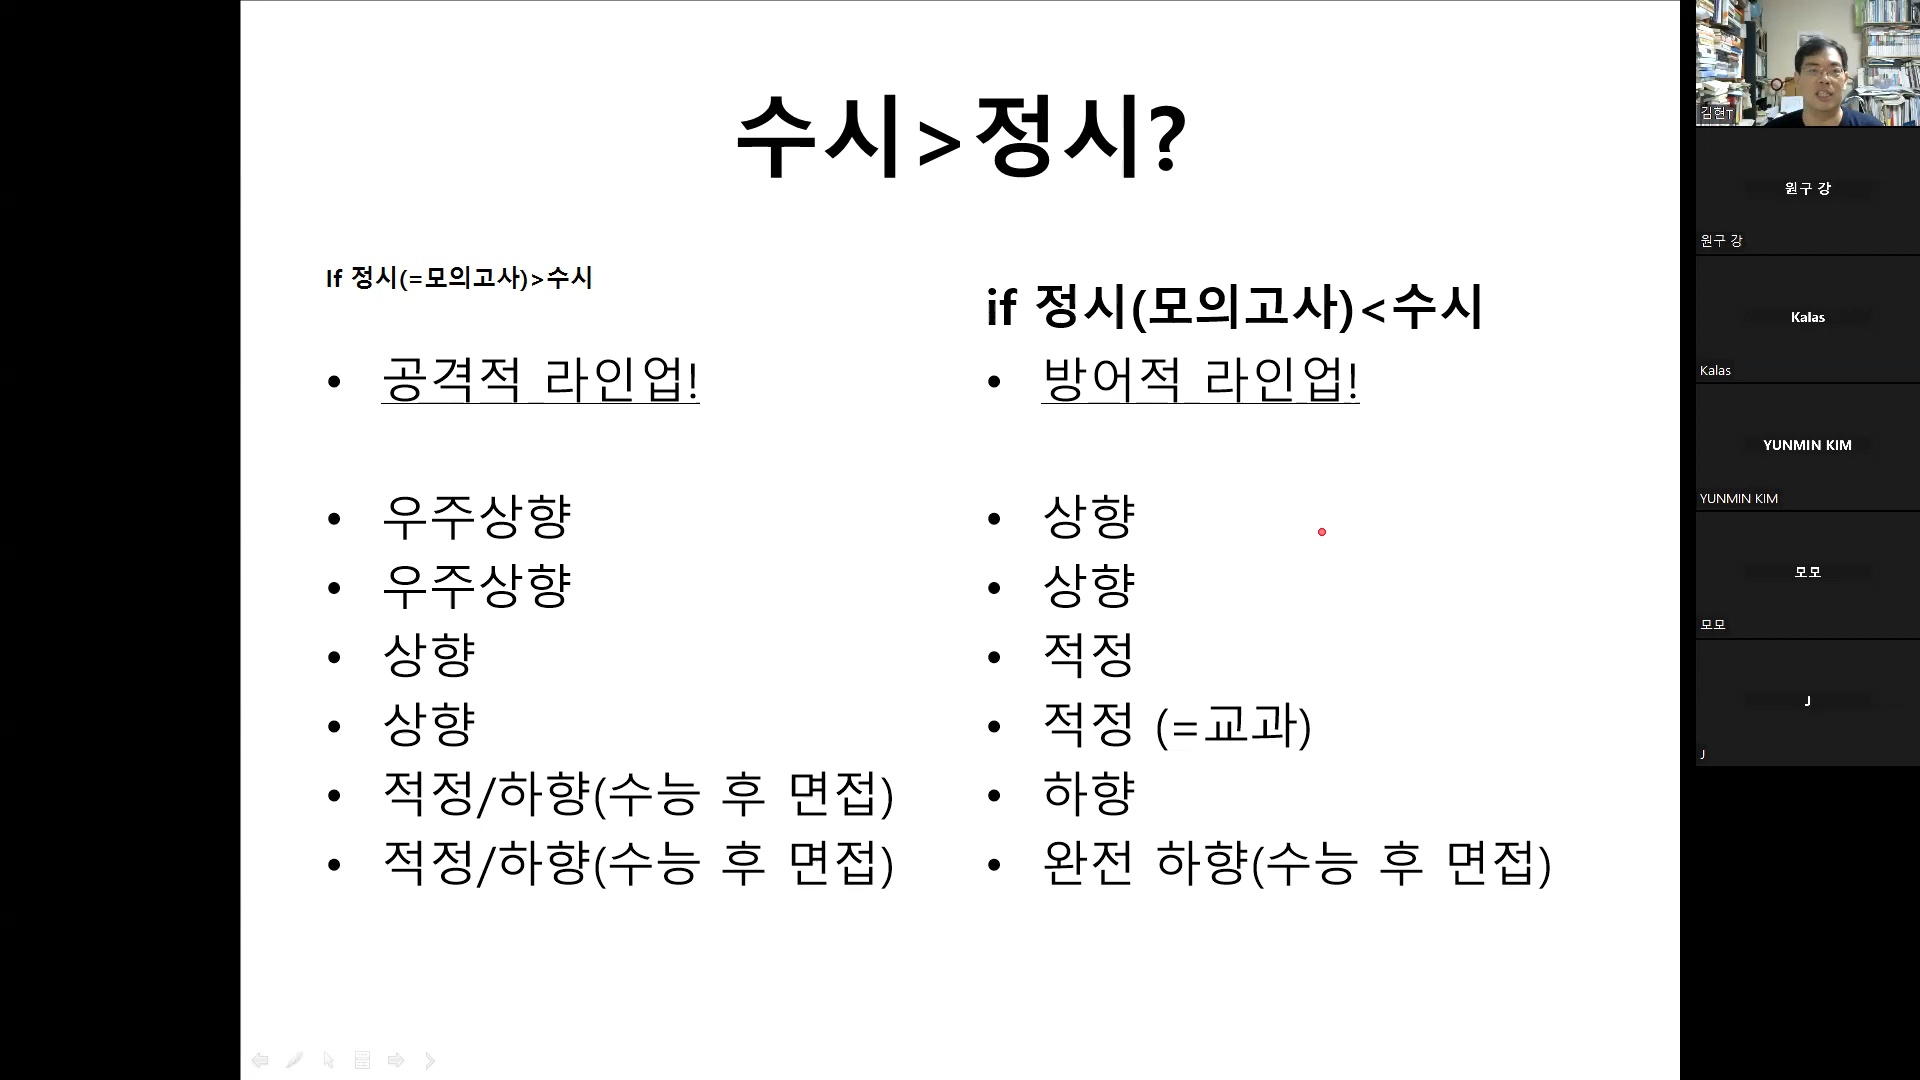 수시>정시?
If 정시(=모의고사)>수시
• 공격적 라인업!
• 우주상향
• 우주상향
• 상향
• 상향
• 적정/하향(수능 후 면접)
• 적정/하향(수능 후 면접)
if 정시(모의고사)<수시
• 방어적 라인업!
• 상향
• 상향
• 적정
• 적정 (=교과)
• 하향
• 완전 하향(수능 후 면접)
김현T
원구 강
원구 강
Kalas
Kalas
YUNMIN KIM
YUNMIN KIM
모모
모모
J
J